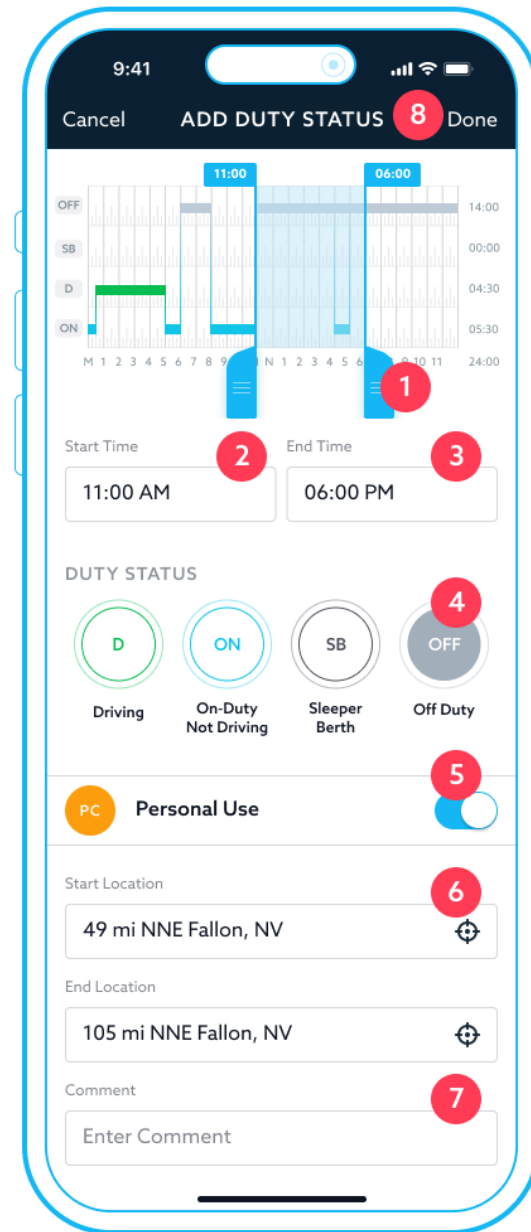 9:41
Cancel ADD DUTY STATUS 8 Done
11:00 06:00
OFF 14:00
SB 00:00
D 04:30
ON 05:30
M 1 2 3 4 5 6 7 8 9 N 1 2 3 4 5 6 9 10 11 24:00
1
Start Time 2 End Time 3
11:00 AM 06:00 PM
DUTY STATUS
4
D ON SB OFF
Driving On-Duty Not Driving Sleeper Berth Off Duty
5
PC Personal Use
Start Location
6
49 mi NNE Fallon, NV
End Location
105 mi NNE Fallon, NV
Comment
7
Enter Comment